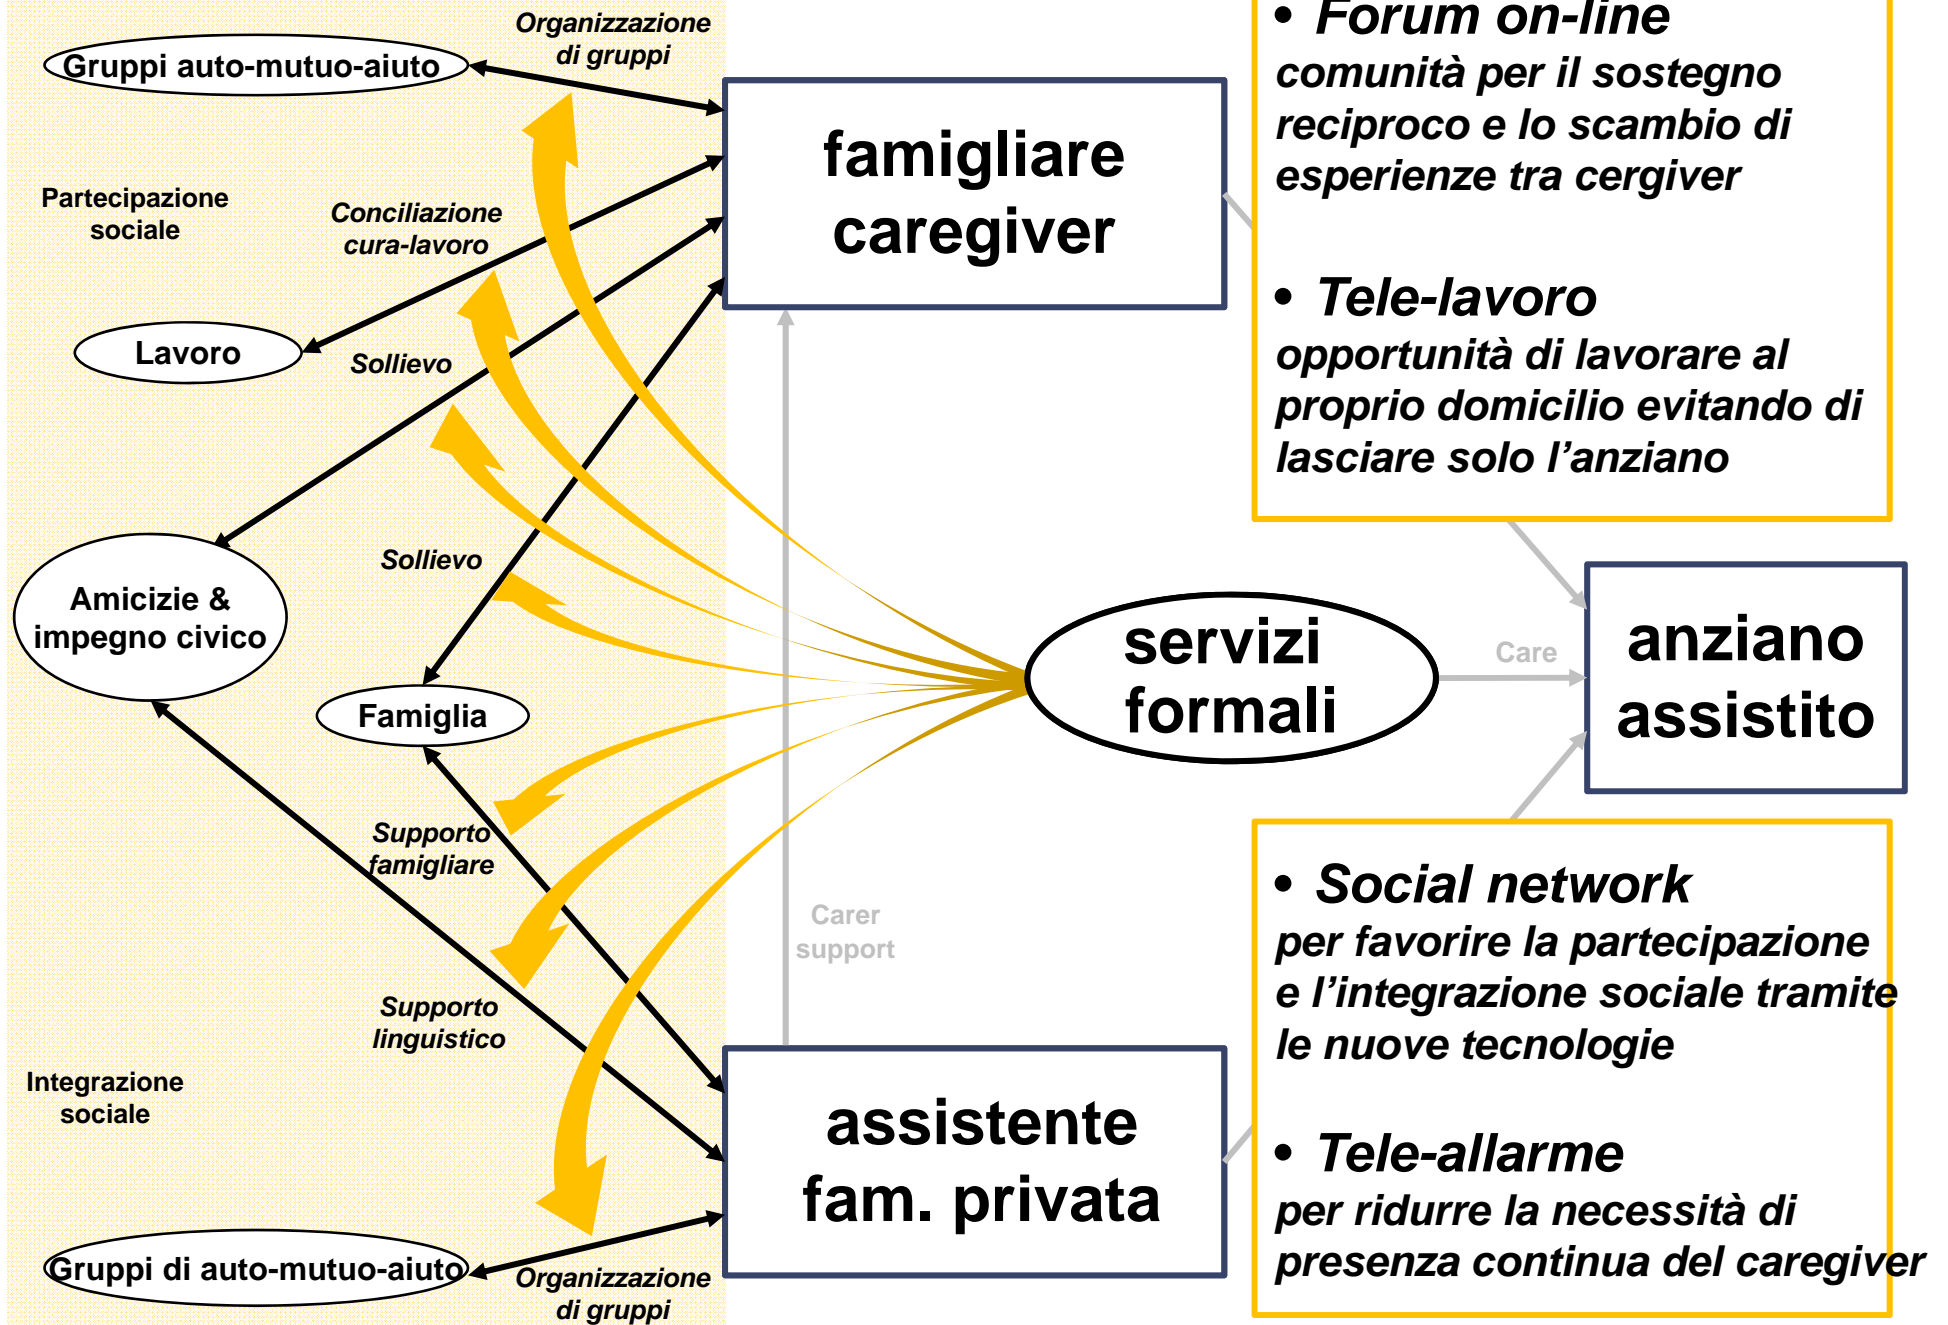 Organizzazione
di gruppi
Gruppi auto-mutuo-aiuto
Partecipazione
sociale
Conciliazione
cura-lavoro
Lavoro
Sollievo
Sollievo
Amicizie &
impegno civico
Famiglia
Supporto
famigliare
Supporto
linguistico
Integrazione
sociale
Gruppi di auto-mutuo-aiuto
Organizzazione
di gruppi
famigliare
caregiver
Carer
support
assistente
fam. privata
servizi
formali
Care
anziano
assistito
• Forum on-line
comunità per il sostegno
reciproco e lo scambio di
esperienze tra cergiver
• Tele-lavoro
opportunità di lavorare al
proprio domicilio evitando di
lasciare solo l’anziano
• Social network
per favorire la partecipazione
e l’integrazione sociale tramite
le nuove tecnologie
• Tele-allarme
per ridurre la necessità di
presenza continua del caregiver